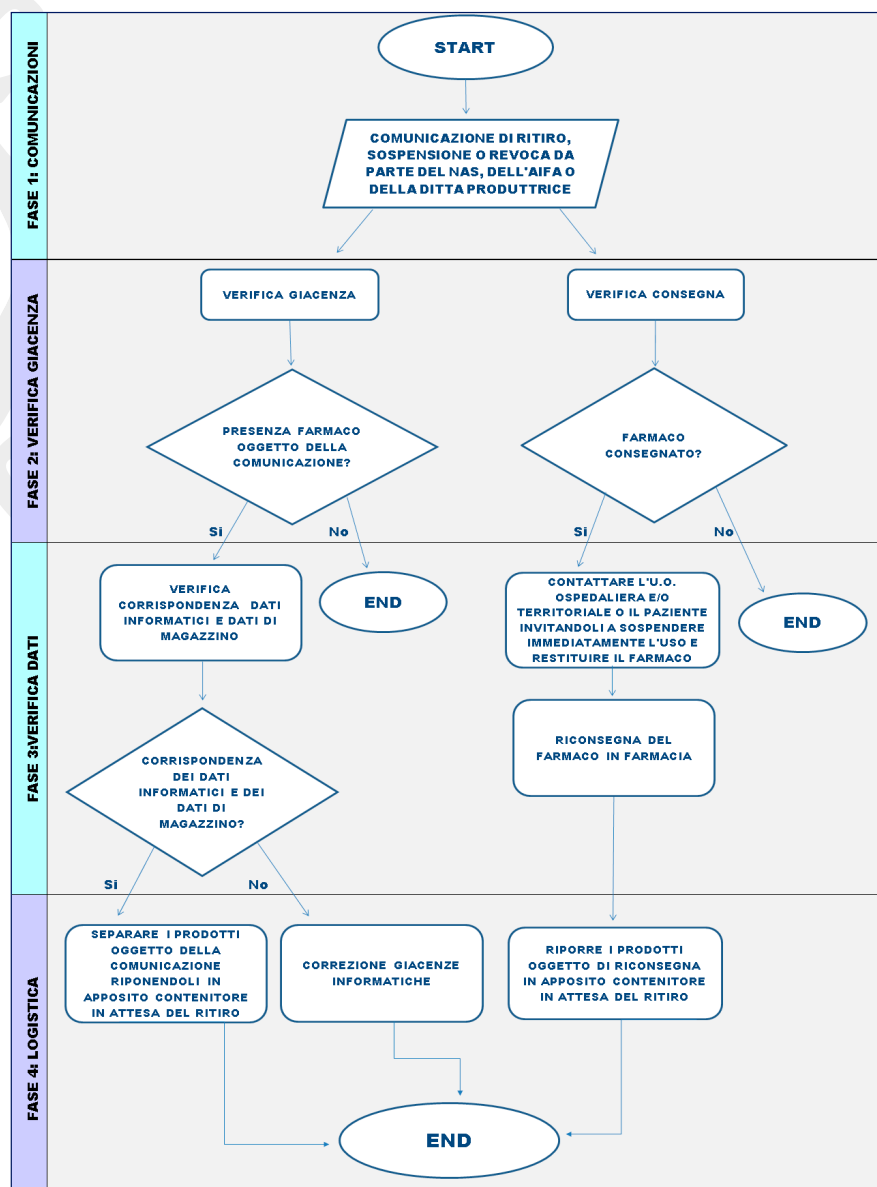 FASE 1: COMUNICAZIONI
START
COMUNICAZIONE DI RITIRO,
SOSPENSIONE O REVOCA DA
PARTE DEL NAS, DELL'AIFA O
DELLA DITTA PRODUTTRICE
FASE 2: VERIFICA GIACENZA
VERIFICA GIACENZA
VERIFICA CONSEGNA
PRESENZA FARMACO
OGGETTO DELLA
COMUNICAZIONE?
FARMACO
CONSEGNATO?
Si
No
Si
No
FASE 3:VERIFICA DATI
VERIFICA
CORRISPONDENZA DATI
INFORMATICI E DATI DI
MAGAZZINO
END
CONTATTARE L'U.O.
OSPEDALIERA E/O
TERRITORIALE O IL PAZIENTE
INVITANDOLI A SOSPENDERE
IMMEDIATAMENTE L'USO E
RESTITUIRE IL FARMACO
END
CORRISPONDENZA
DEI DATI
INFORMATICI E DEI
DATI DI
MAGAZZINO?
RICONSEGNA DEL
FARMACO IN FARMACIA
Si
No
FASE 4: LOGISTICA
SEPARARE I PRODOTTI
OGGETTO DELLA
COMUNICAZIONE
RIPONENDOLI IN
APPOSITO CONTENITORE
IN ATTESA DEL RITIRO
CORREZIONE GIACENZE
INFORMATICHE
RIPORRE I PRODOTTI
OGGETTO DI RICONSEGNA
IN APPOSITO CONTENITORE
IN ATTESA DEL RITIRO
END